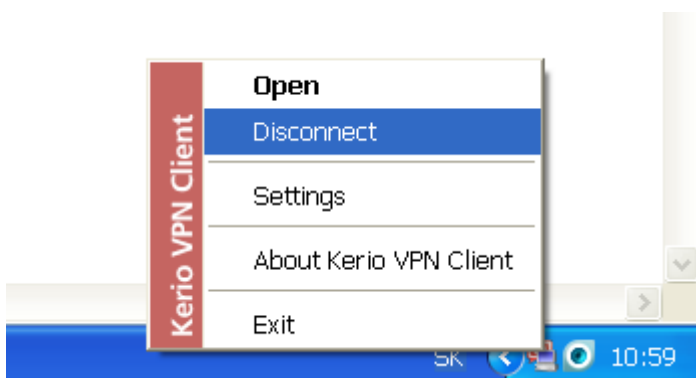 Kerio VPN Client
Open
Disconnect
Settings
About Kerio VPN Client
Exit
SK
10:59